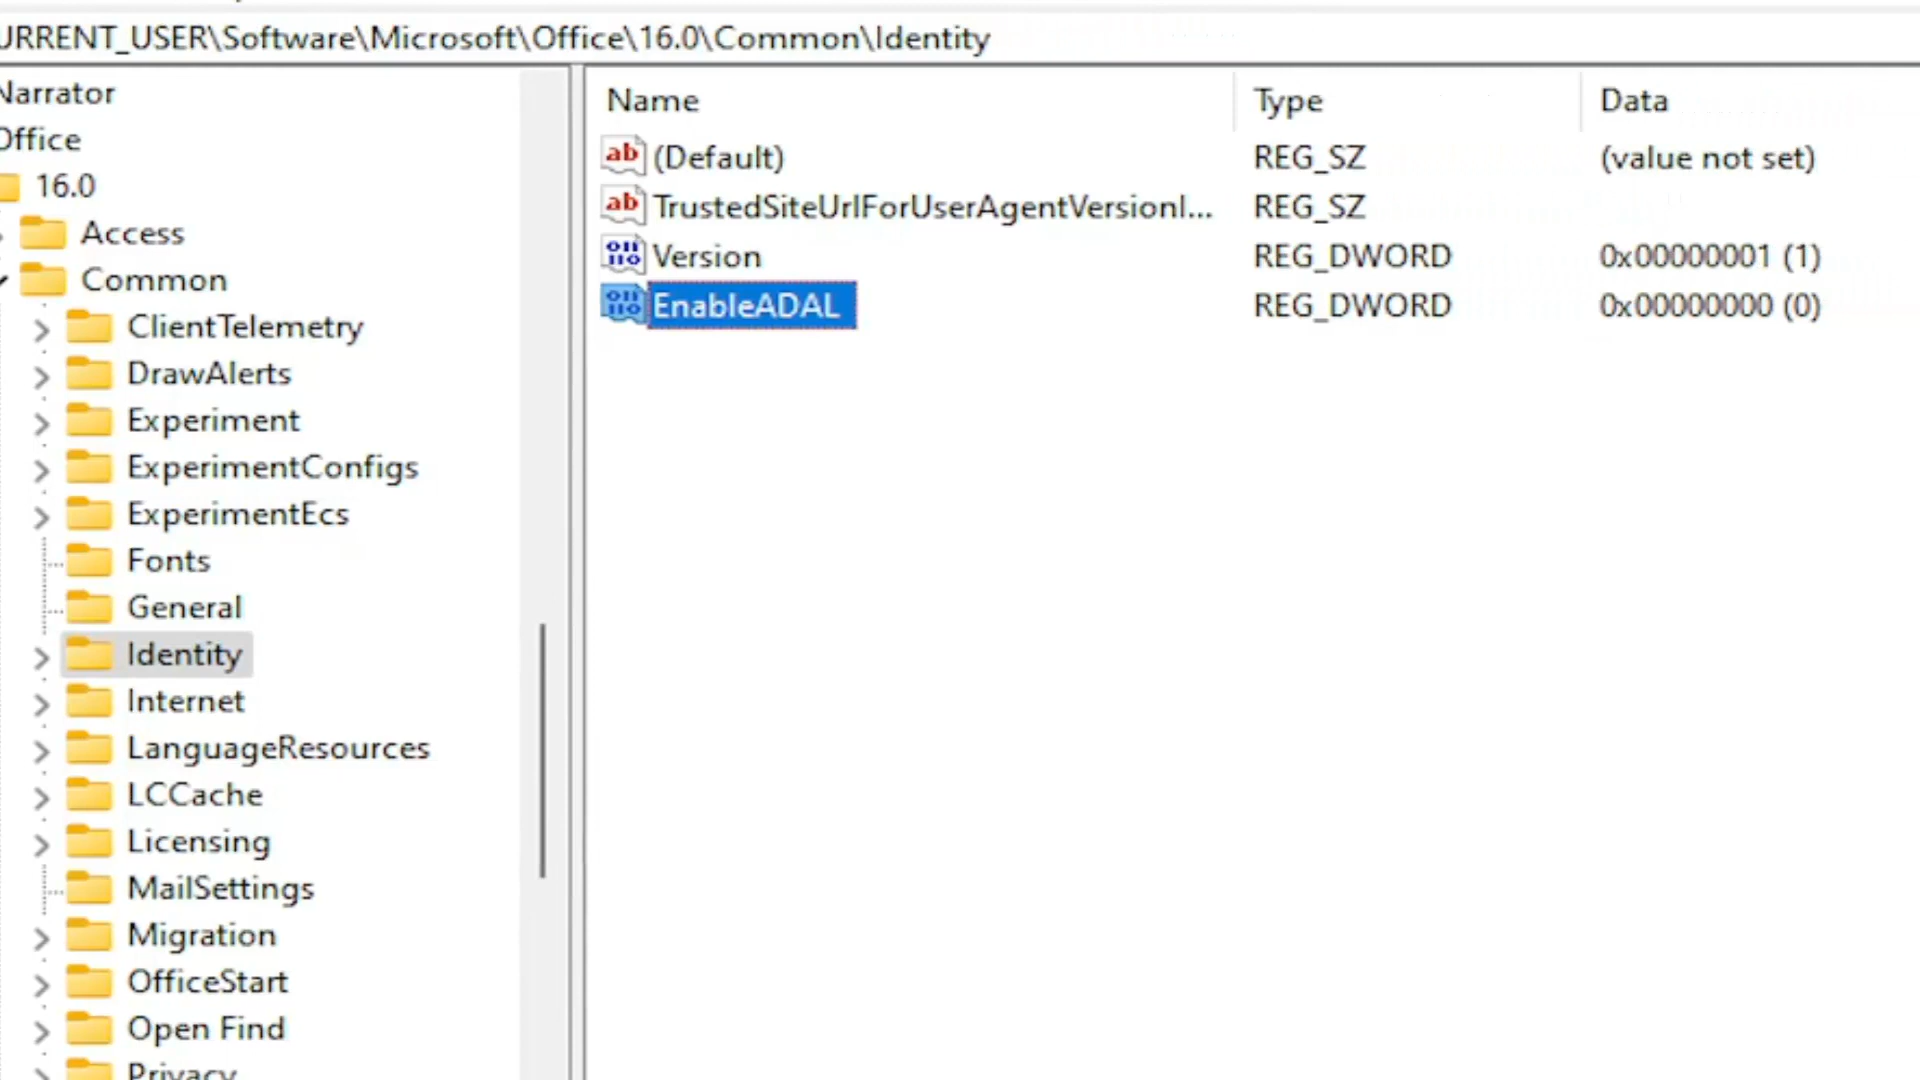 URRENT_USER\Software\Microsoft\Office\16.0\Common\Identity
Narrator
Office
16.0
Access
Common
ClientTelemetry
DrawAlerts
Experiment
ExperimentConfigs
ExperimentEcs
Fonts
General
Identity
Internet
LanguageResources
LCCache
Licensing
MailSettings
Migration
OfficeStart
Open Find
Privacy
Name Type Data
(Default) REG_SZ (value not set)
TrustedSiteUrlForUserAgentVersionI... REG_SZ
Version REG_DWORD 0x00000001 (1)
EnableADAL REG_DWORD 0x00000000 (0)